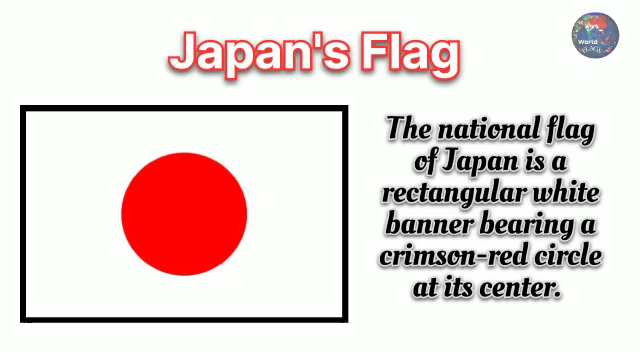 Japan's Flag
World
FLAGS
The national flag
of Japan is a
rectangular white
banner bearing a
crimson-red circle
at its center.